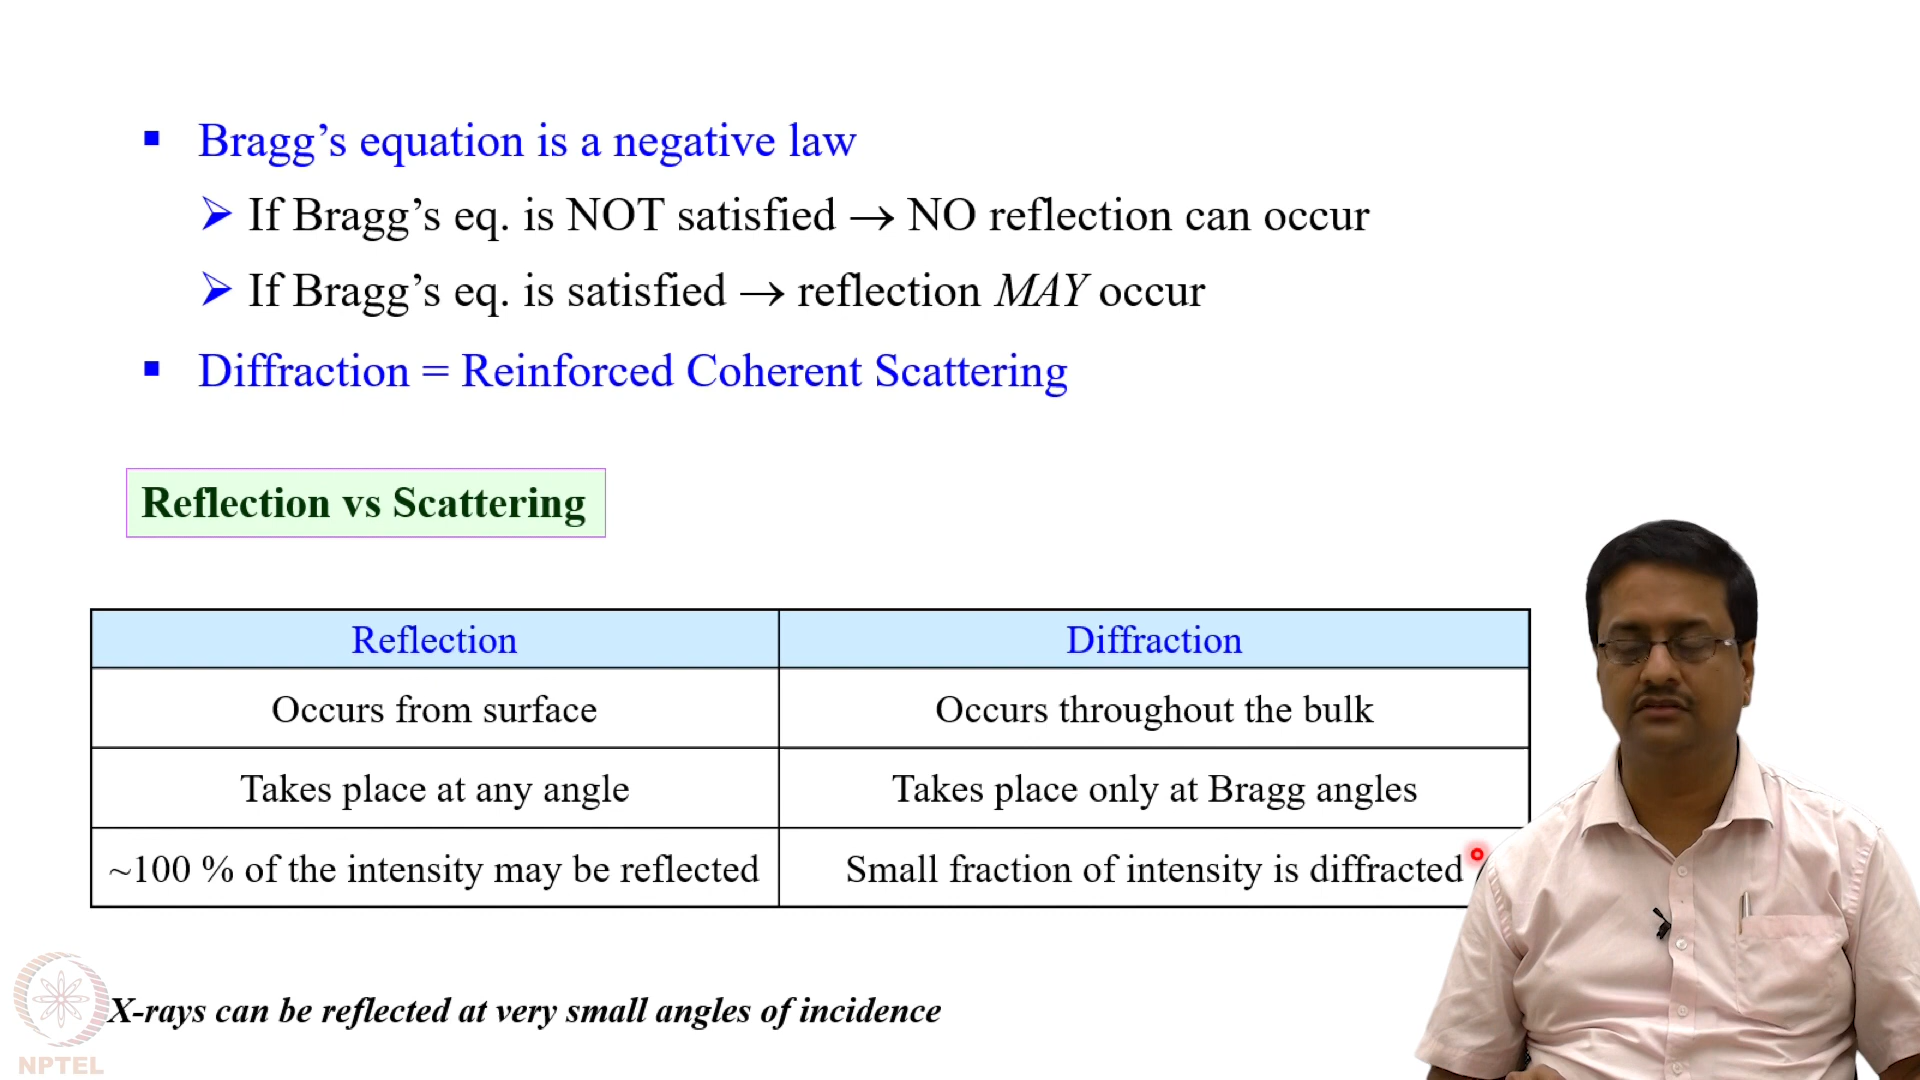 Bragg’s equation is a negative law
If Bragg’s eq. is NOT satisfied → NO reflection can occur
If Bragg’s eq. is satisfied → reflection MAY occur
Diffraction = Reinforced Coherent Scattering
Reflection vs Scattering
Reflection Diffraction
Occurs from surface Occurs throughout the bulk
Takes place at any angle Takes place only at Bragg angles
~100 % of the intensity may be reflected Small fraction of intensity is diffracted
X-rays can be reflected at very small angles of incidence
NPTEL